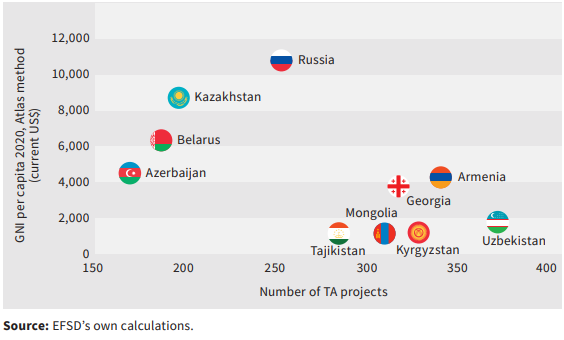 GNI per capita 2020, Atlas method
(current US$)
12,000
10,000
8,000
6,000
4,000
2,000
0
Russia
Kazakhstan
Belarus
Azerbaijan
Armenia
Georgia
Mongolia
Uzbekistan
Tajikistan
Kyrgyzstan
150
200
250
300
350
400
Number of TA projects
Source: EFSD's own calculations.